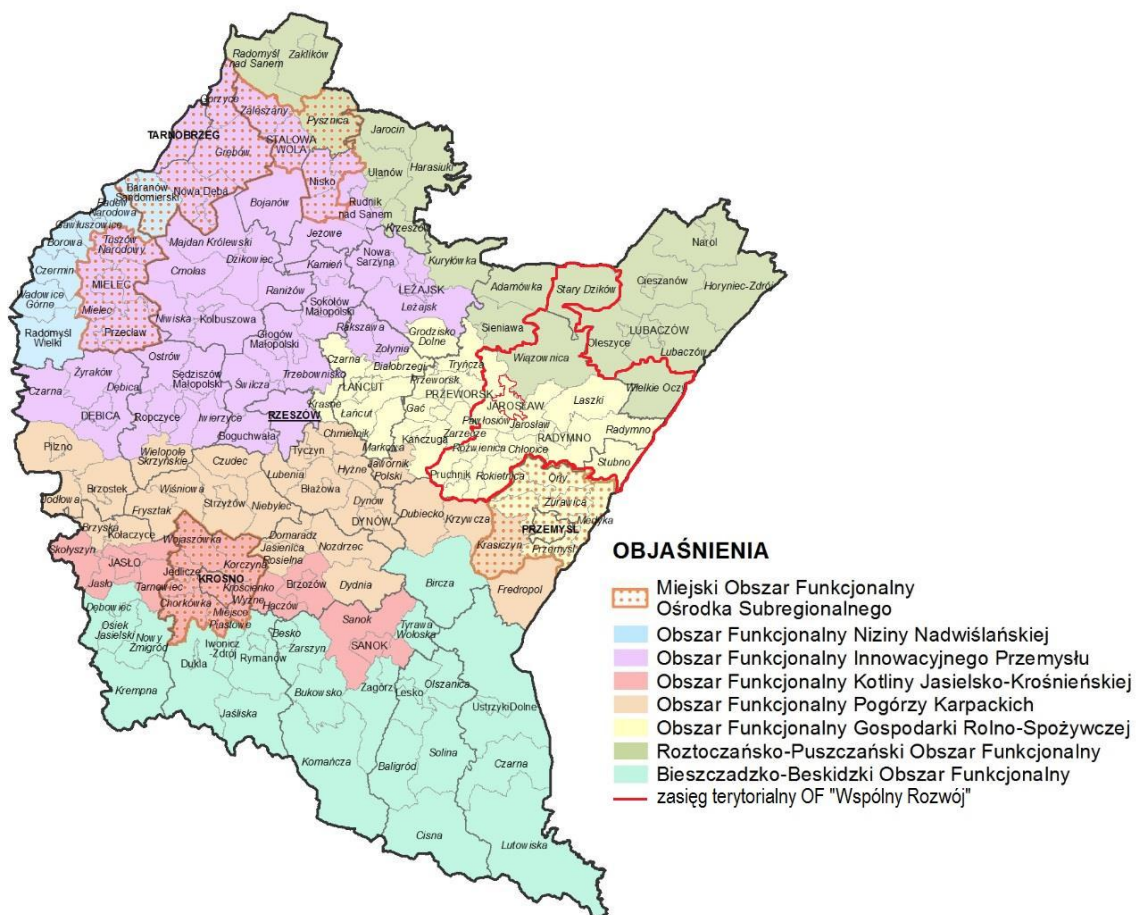 Radomyśl
nad Sanem
Zaklików
Gorzyce
Zaleszany
Pysznica
TARNOBRZEG
STALOWA
WOLA
Jarocin
Grębów
Harasiuki
Ulanów
Nisko
Baranów
Sandomierski
Nowa Dęba
Rudnik
nad Sanem
Padew
Narodowa
Bojanów
Gawłuszowice
Krzeszów
Narol
Borowa
Tuszów
Narodowy
Majdan Królewski
Jeżowe
Cieszanów
Horyniec-Zdrój
Czermin
Cmolas
Dzikowiec
Kamień
Nowa
Sarzyna
Kuryłówka
Adamówka
Stary Dzików
MIELEC
Raniżów
LEŻAJSK
Leżajsk
Wadowice
Górne
Mielec
Niwiska
Kolbuszowa
Sokołów
Małopolski
Sieniawa
Oleszyce
LUBACZÓW
Lubaczów
Radomyśl
Wielki
Przecław
Głogów
Małopolski
Rakszawa
Grodzisko
Dolne
Żołynia
Wiązownica
Ostrów
Czarna
Białobrzegi
Tryńcza
Wielkie Oczy
Żyraków
Sędziszów
Małopolski
Świlcza
Trzebownisko
ŁAŃCUT
Przeworsk
PRZEWORSK
Laszki
Czarna
Dębica
Krasne
Łańcut
Gać
JAROSŁAW
DĘBICA
Ropczyce
Iwierzyce
RZESZÓW
Pawłosiów
Jarosław
Radymno
Boguchwała
Chmielnik
Markowa
Kańczuga
Zarzecze
RADYMNO
Pilzno
Wielopole
Skrzyńskie
Czudec
Tyczyn
Roźwienica
Chłopice
Stubno
Lubenia
Hyżne
Jawornik
Polski
Pruchnik
Rokietnica
Orły
Brzostek
Wiśniowa
Błażowa
Jodłowa
Strzyżów
Niebylec
Dynów
Żurawica
Frysztak
DYNÓW
Dubiecko
Krzywcza
Medyka
PRZEMYŚL
Brzyska
Kołaczyce
Domaradz
Wojaszówka
Jasienica
Rosielna
Nozdrzec
Krasiczyn
Przemyśl
Skołyszyn
JASŁO
Korczyna
Jedlicze
KROSNO
Brzozów
Fredropol
Jasło
Tarnowiec
Krościenko
Wyżne
Dydnia
Bircza
Chorkówka
Haczów
Dębowiec
Miejsce
Piastowe
Sanok
Osiek
Jasielski
Nowy
Żmigród
Besko
Tyrawa
Wołoska
Iwonicz
-Zdrój
Zarszyn
SANOK
Dukla
Rymanów
Krempna
Bukowsko
Zagórz
Lesko
Olszanica
Jaśliska
Ustrzyki Dolne
Komańcza
Baligród
Solina
Czarna
Cisna
Lutowiska
OBJAŚNIENIA
Miejski Obszar Funkcjonalny
Ośrodka Subregionalnego
Obszar Funkcjonalny Niziny Nadwiślańskiej
Obszar Funkcjonalny Innowacyjnego Przemysłu
Obszar Funkcjonalny Kotliny Jasielsko-Krośnieńskiej
Obszar Funkcjonalny Pogórzy Karpackich
Obszar Funkcjonalny Gospodarki Rolno-Spożywczej
Roztoczańsko-Puszczański Obszar Funkcjonalny
Bieszczadzko-Beskidzki Obszar Funkcjonalny
zasięg terytorialny OF "Wspólny Rozwój"